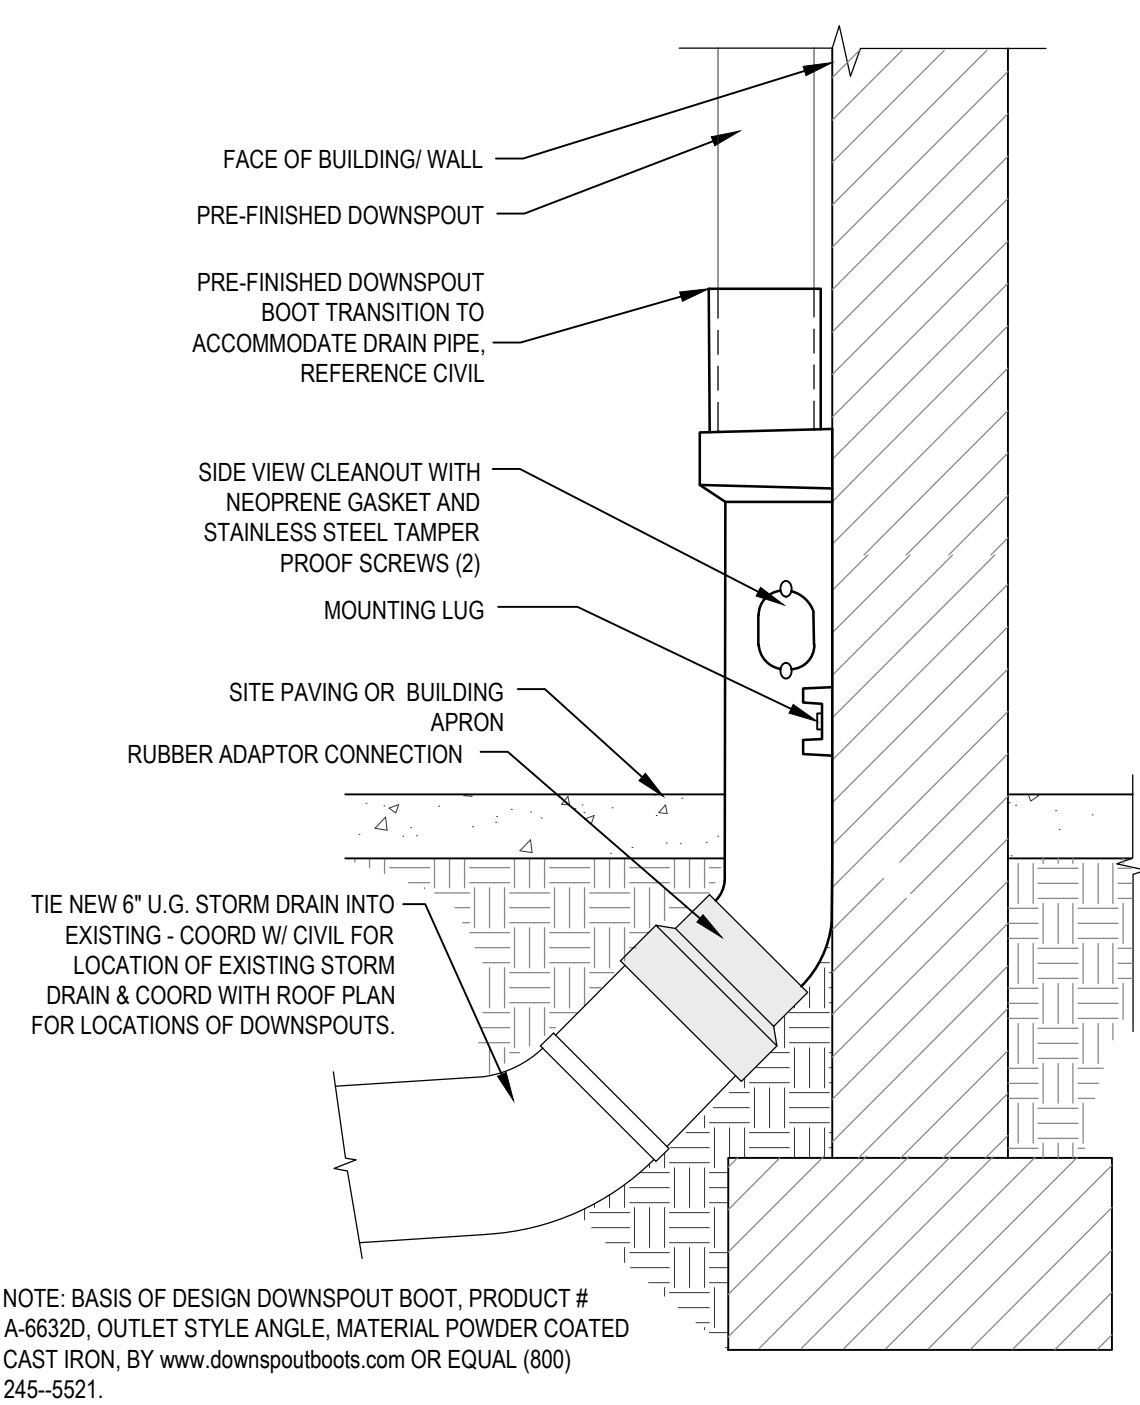 FACE OF BUILDING/ WALL
PRE-FINISHED DOWNSPOUT
PRE-FINISHED DOWNSPOUT
BOOT TRANSITION TO
ACCOMMODATE DRAIN PIPE,
REFERENCE CIVIL
SIDE VIEW CLEANOUT WITH
NEOPRENE GASKET AND
STAINLESS STEEL TAMPER
PROOF SCREWS (2)
MOUNTING LUG
SITE PAVING OR BUILDING
APRON
RUBBER ADAPTOR CONNECTION
TIE NEW 6" U.G. STORM DRAIN INTO
EXISTING - COORD W/ CIVIL FOR
LOCATION OF EXISTING STORM
DRAIN & COORD WITH ROOF PLAN
FOR LOCATIONS OF DOWNSPOUTS.
NOTE: BASIS OF DESIGN DOWNSPOUT BOOT, PRODUCT #
A-6632D, OUTLET STYLE ANGLE, MATERIAL POWDER COATED
CAST IRON, BY www.downspoutboots.com OR EQUAL (800)
245--5521.